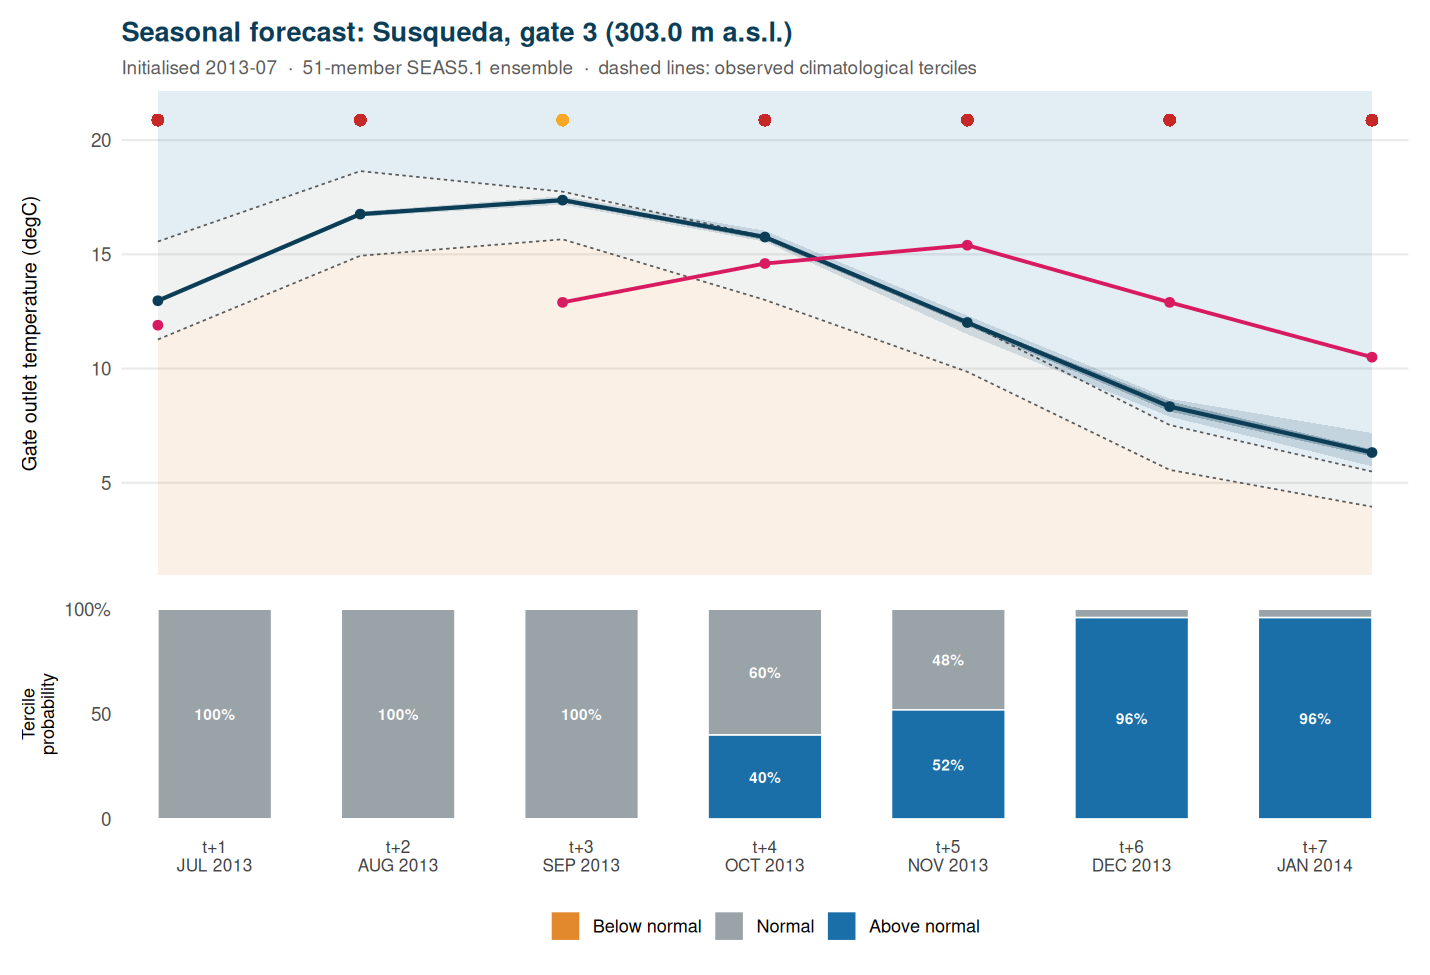 Seasonal forecast: Susqueda, gate 3 (303.0 m a.s.l.)
Initialised 2013-07 · 51-member SEAS5.1 ensemble · dashed lines: observed climatological terciles
Gate outlet temperature (degC)
20
15
10
5
Tercile
probability
100%
50
0
100%
100%
100%
60%
40%
48%
52%
96%
96%
t+1
JUL 2013
t+2
AUG 2013
t+3
SEP 2013
t+4
OCT 2013
t+5
NOV 2013
t+6
DEC 2013
t+7
JAN 2014
Below normal
Normal
Above normal